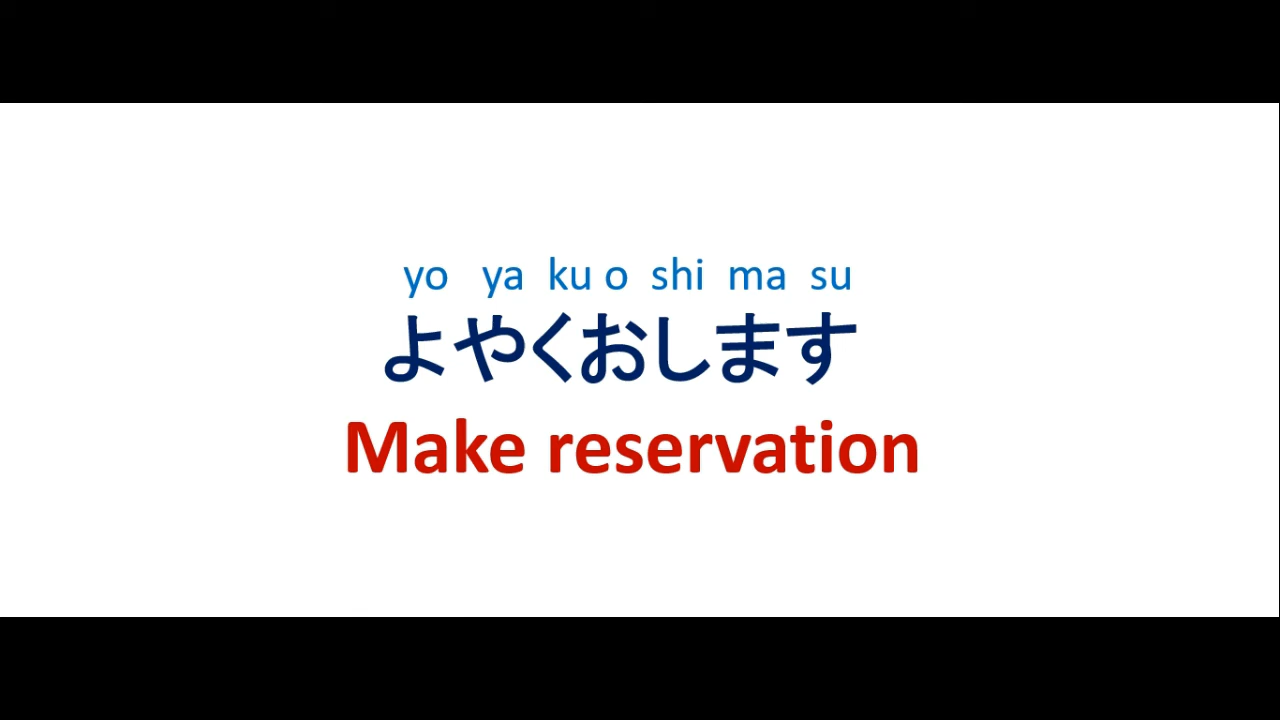 yo ya ku o shi ma su
よやくおします
Make reservation